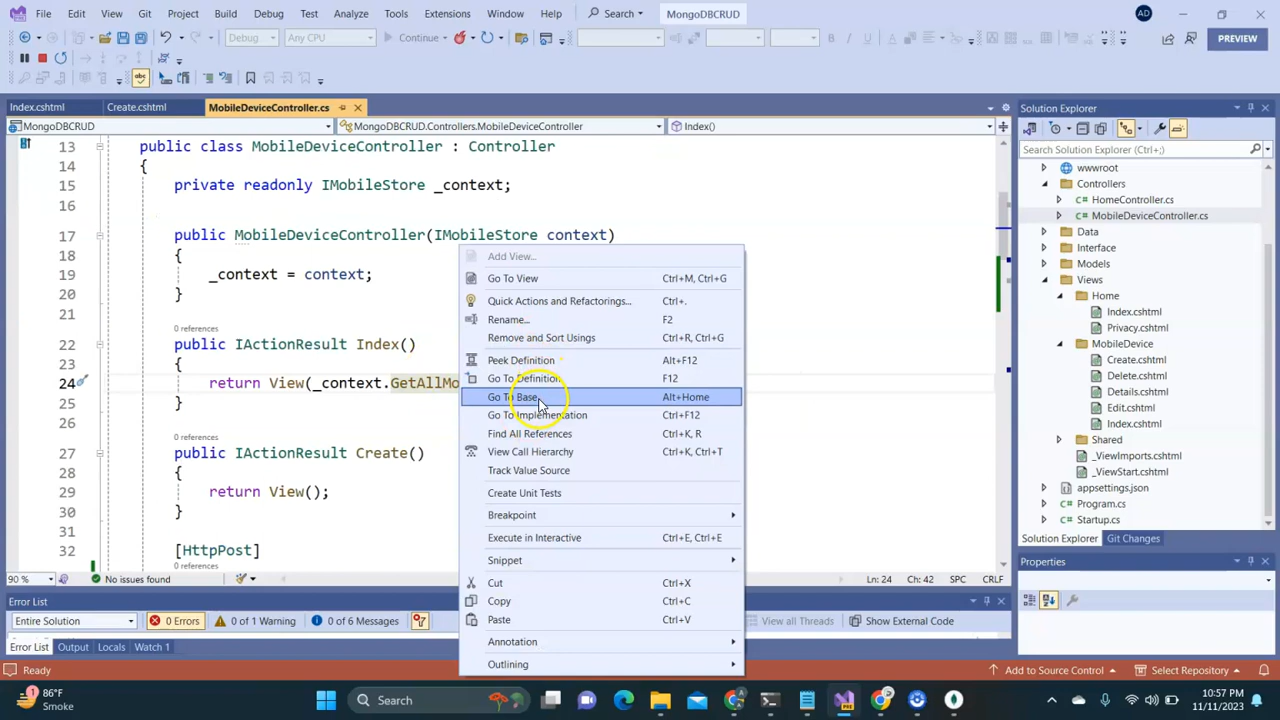 File Edit View Git Project Build Debug Test Analyze Tools Extensions Window Help Search MongoDBCRUD AD
Debug Any CPU Continue PREVIEW
Index.cshtml Create.cshtml MobileDeviceController.cs
MongoDBCRUD MongoDBCRUD.Controllers.MobileDeviceController Index()
13 public class MobileDeviceController : Controller
14 {
15 private readonly IMobileStore _context;
16
17 public MobileDeviceController(IMobileStore context)
18 {
19 _context = context;
20 }
21
0 references
22 public IActionResult Index()
23 {
24 return View(_context.GetAllMo
25 }
26
0 references
27 public IActionResult Create()
28 {
29 return View();
30 }
31
32 [HttpPost]
0 references
Add View...
Go To View Ctrl+M, Ctrl+G
Quick Actions and Refactorings... Ctrl+.
Rename... F2
Remove and Sort Usings Ctrl+R, Ctrl+G
Peek Definition Alt+F12
Go To Definition F12
Go To Base Alt+Home
Go To Implementation Ctrl+F12
Find All References Ctrl+K, R
View Call Hierarchy Ctrl+K, Ctrl+T
Track Value Source
Create Unit Tests
Breakpoint
Execute in Interactive Ctrl+E, Ctrl+E
Snippet
Cut Ctrl+X
Copy Ctrl+C
Paste Ctrl+V
Annotation
Outlining
Solution Explorer
Search Solution Explorer (Ctrl+;)
wwwroot
Controllers
HomeController.cs
MobileDeviceController.cs
Data
Interface
Models
Views
Home
Index.cshtml
Privacy.cshtml
MobileDevice
Create.cshtml
Delete.cshtml
Details.cshtml
Edit.cshtml
Index.cshtml
Shared
_ViewImports.cshtml
_ViewStart.cshtml
appsettings.json
Program.cs
Startup.cs
Solution Explorer Git Changes
Properties
90 % No issues found Ln: 24 Ch: 42 SPC CRLF
Error List
Entire Solution 0 Errors 0 of 1 Warning 0 of 6 Messages View all Threads Show External Code
Error List Output Locals Watch 1
Ready Add to Source Control Select Repository
86°F
Smoke
Search
10:57 PM
11/11/2023